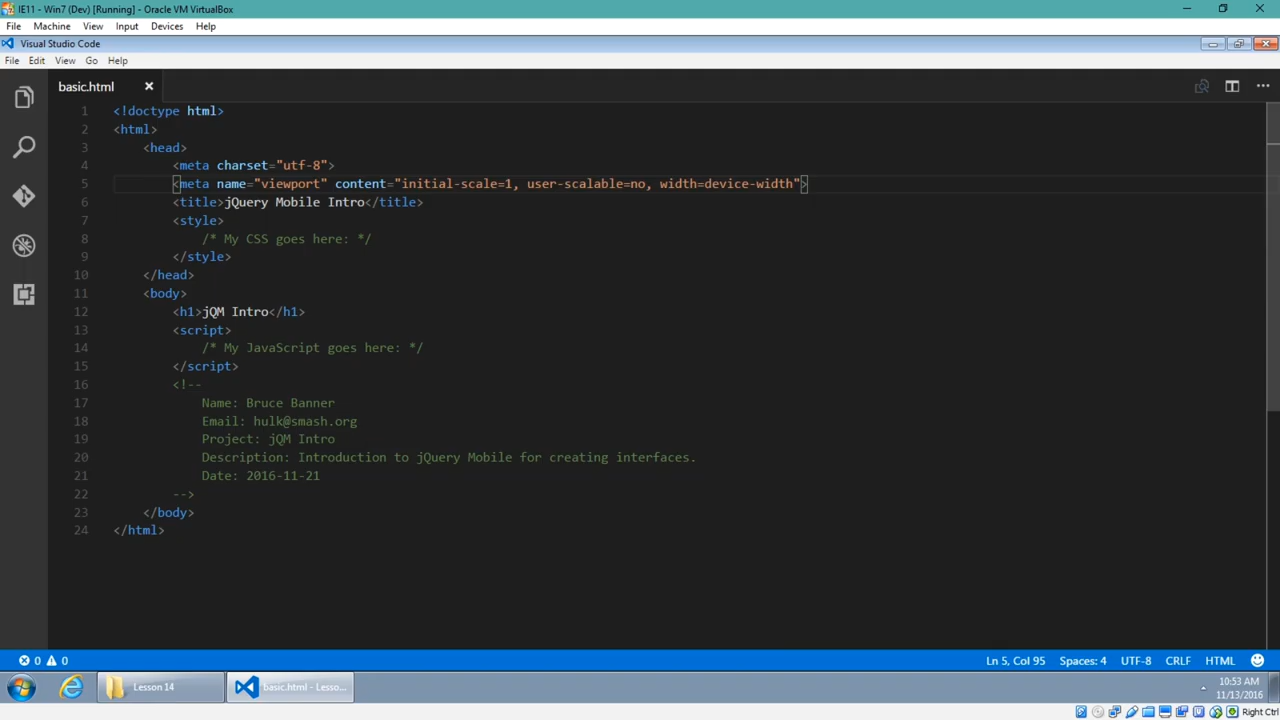 IE11 - Win7 (Dev) [Running] - Oracle VM VirtualBox
File Machine View Input Devices Help
Visual Studio Code
File Edit View Go Help
basic.html
1 <!doctype html>
2 <html>
3 <head>
4 <meta charset="utf-8">
5 <meta name="viewport" content="initial-scale=1, user-scalable=no, width=device-width">
6 <title>jQuery Mobile Intro</title>
7 <style>
8 /* My CSS goes here: */
9 </style>
10 </head>
11 <body>
12 <h1>jQM Intro</h1>
13 <script>
14 /* My JavaScript goes here: */
15 </script>
16 <!--
17 Name: Bruce Banner
18 Email: hulk@smash.org
19 Project: jQM Intro
20 Description: Introduction to jQuery Mobile for creating interfaces.
21 Date: 2016-11-21
22 -->
23 </body>
24 </html>
0 0 Ln 5, Col 95 Spaces: 4 UTF-8 CRLF HTML
Lesson 14 basic.html - Lesso... 10:53 AM
11/13/2016
Right Ctrl